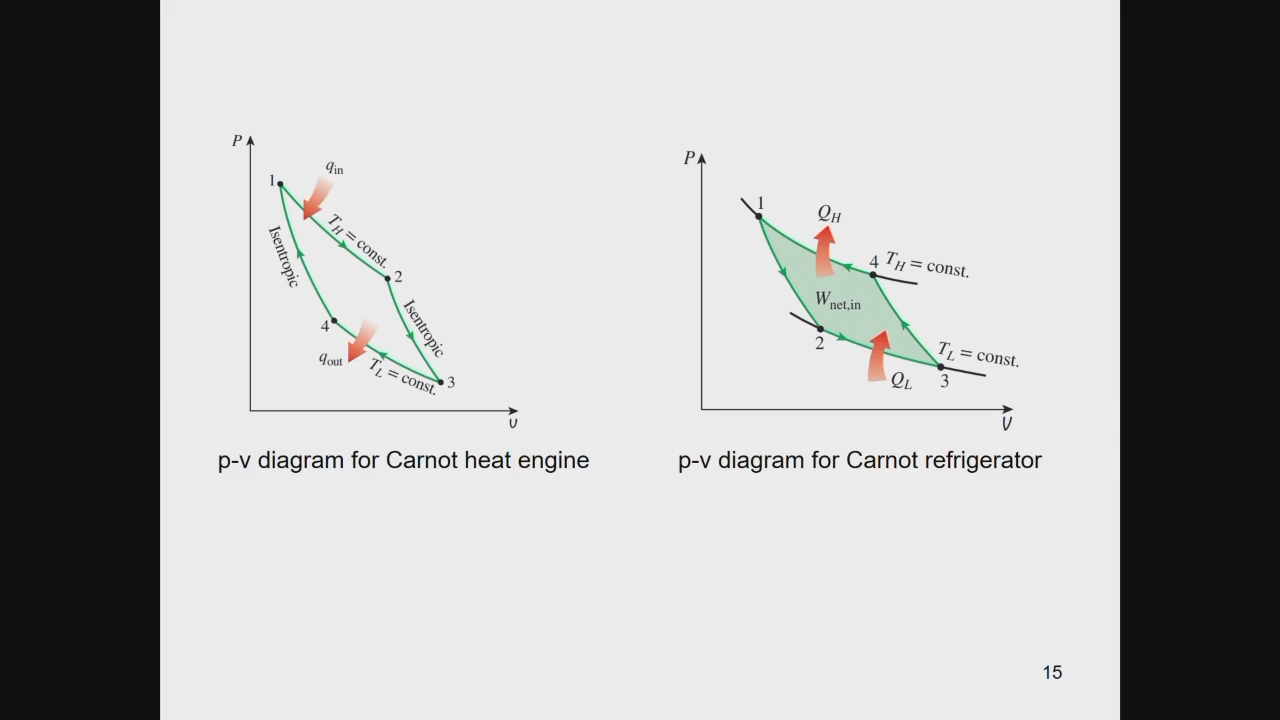 P
1
q_in
T_H = const.
Isentropic
2
Isentropic
4
q_out
T_L = const.
3
υ
p-v diagram for Carnot heat engine
P
1
Q_H
4
T_H = const.
W_net,in
2
T_L = const.
Q_L
3
V
p-v diagram for Carnot refrigerator
15